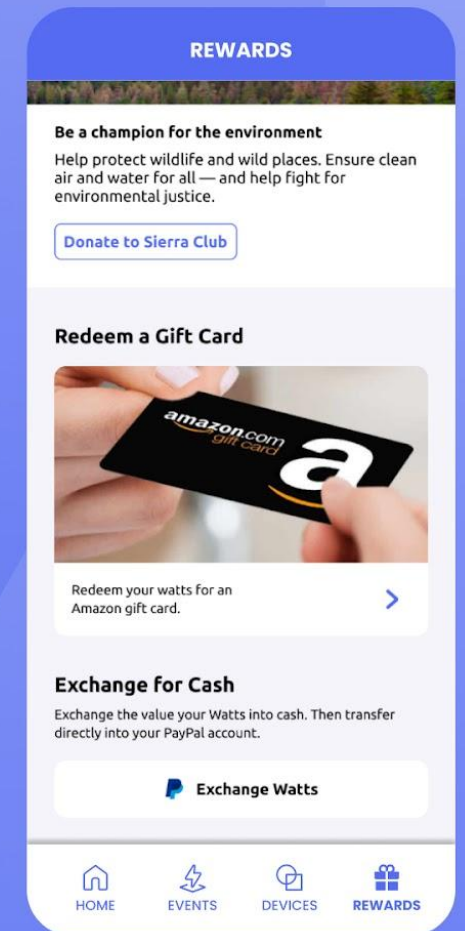 REWARDS
Be a champion for the environment
Help protect wildlife and wild places. Ensure clean
air and water for all — and help fight for
environmental justice.
Donate to Sierra Club
Redeem a Gift Card
amazon.com
gift card
a
Redeem your watts for an
Amazon gift card.
Exchange for Cash
Exchange the value your Watts into cash. Then transfer
directly into your PayPal account.
Exchange Watts
HOME EVENTS DEVICES REWARDS